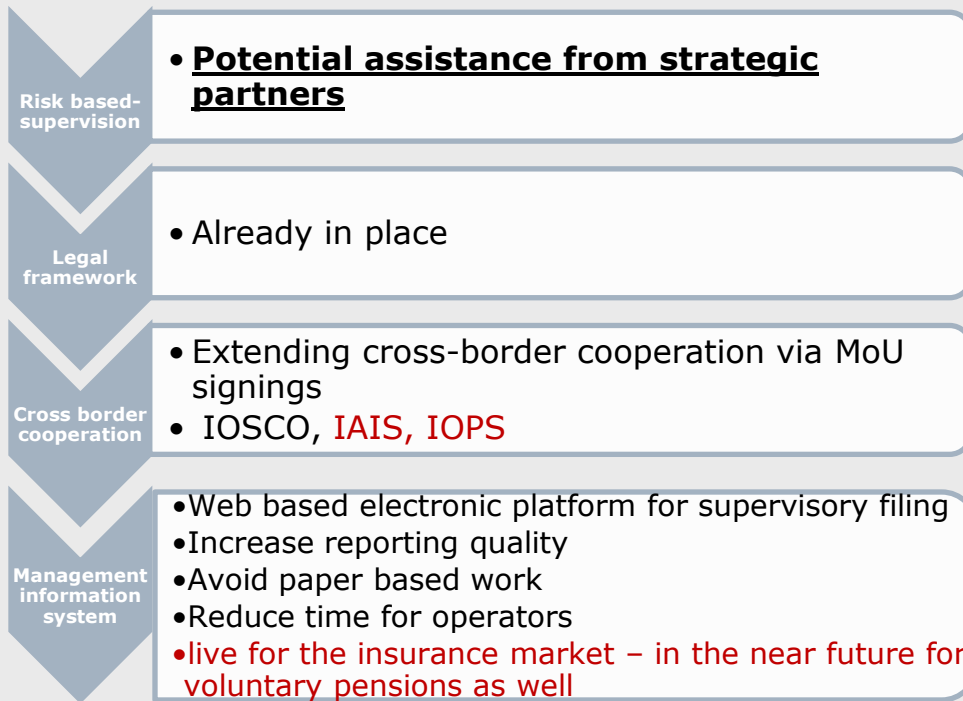 Risk based-
supervision
• Potential assistance from strategic
partners
Legal
framework
• Already in place
Cross border
cooperation
• Extending cross-border cooperation via MoU
signings
• IOSCO, IAIS, IOPS
Management
information
system
•Web based electronic platform for supervisory filing
•Increase reporting quality
•Avoid paper based work
•Reduce time for operators
•live for the insurance market – in the near future for
voluntary pensions as well